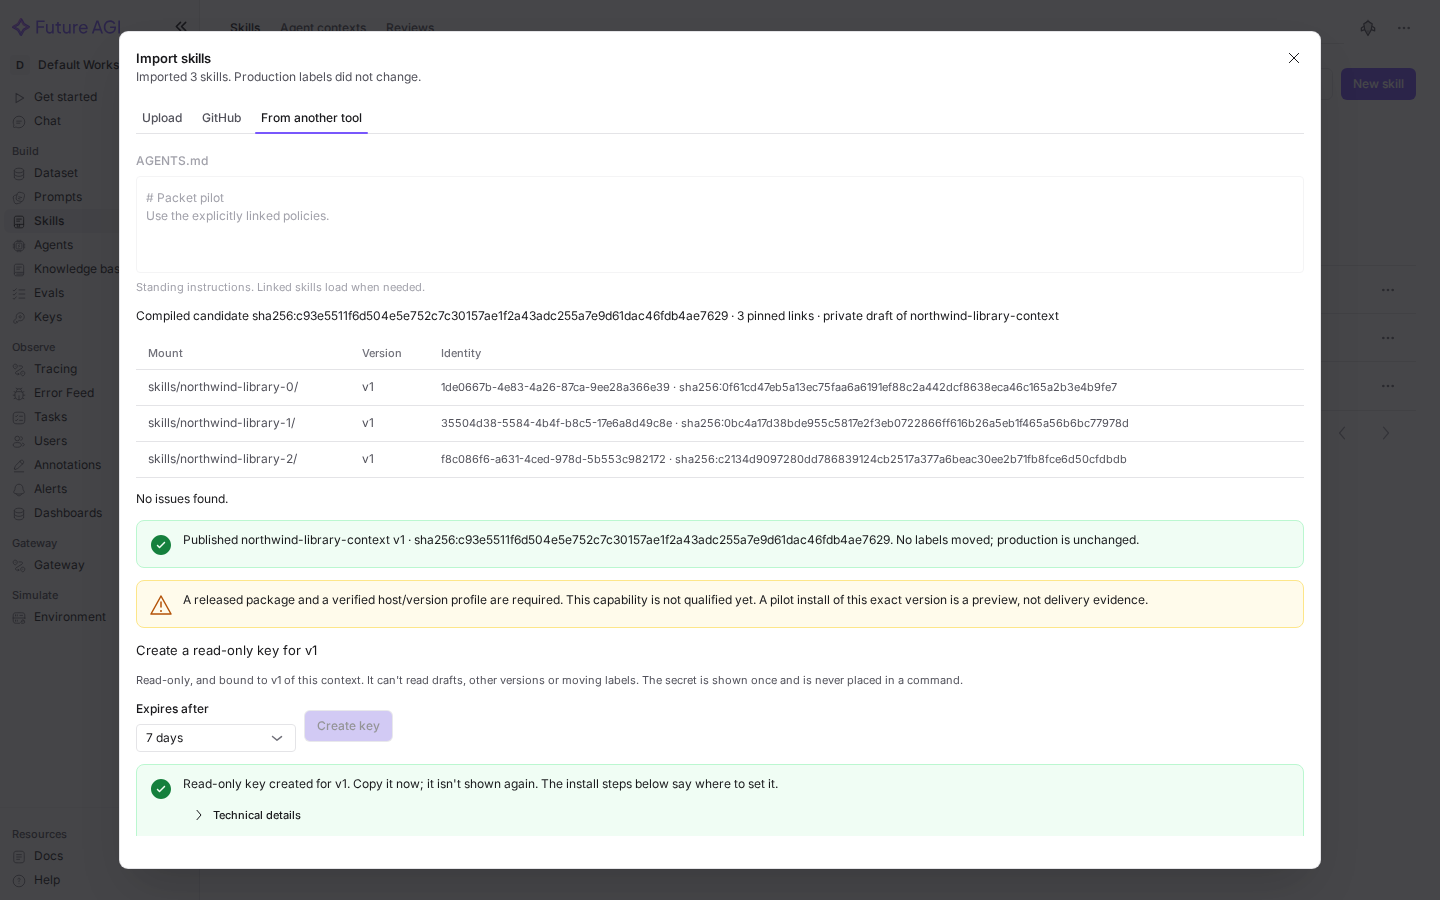 Future AGI
Skills
Agent contexts
Reviews
D
Default Works
Get started
Chat
Build
Dataset
Prompts
Skills
Agents
Knowledge bas
Evals
Keys
Observe
Tracing
Error Feed
Tasks
Users
Annotations
Alerts
Dashboards
Gateway
Gateway
Simulate
Environment
Resources
Docs
Help
New skill
Import skills
Imported 3 skills. Production labels did not change.
Upload
GitHub
From another tool
AGENTS.md
# Packet pilot
Use the explicitly linked policies.
Standing instructions. Linked skills load when needed.
Compiled candidate sha256:c93e5511f6d504e5e752c7c30157ae1f2a43adc255a7e9d61dac46fdb4ae7629 · 3 pinned links · private draft of northwind-library-context
Mount Version Identity
skills/northwind-library-0/ v1 1de0667b-4e83-4a26-87ca-9ee28a366e39 · sha256:0f61cd47eb5a13ec75faa6a6191ef88c2a442dcf8638eca46c165a2b3e4b9fe7
skills/northwind-library-1/ v1 35504d38-5584-4b4f-b8c5-17e6a8d49c8e · sha256:0bc4a17d38bde955c5817e2f3eb0722866ff616b26a5eb1f465a56b6bc77978d
skills/northwind-library-2/ v1 f8c086f6-a631-4ced-978d-5b553c982172 · sha256:c2134d9097280dd786839124cb2517a377a6beac30ee2b71fb8fce6d50cfdbdb
No issues found.
Published northwind-library-context v1 · sha256:c93e5511f6d504e5e752c7c30157ae1f2a43adc255a7e9d61dac46fdb4ae7629. No labels moved; production is unchanged.
A released package and a verified host/version profile are required. This capability is not qualified yet. A pilot install of this exact version is a preview, not delivery evidence.
Create a read-only key for v1
Read-only, and bound to v1 of this context. It can't read drafts, other versions or moving labels. The secret is shown once and is never placed in a command.
Expires after
7 days
Create key
Read-only key created for v1. Copy it now; it isn't shown again. The install steps below say where to set it.
Technical details